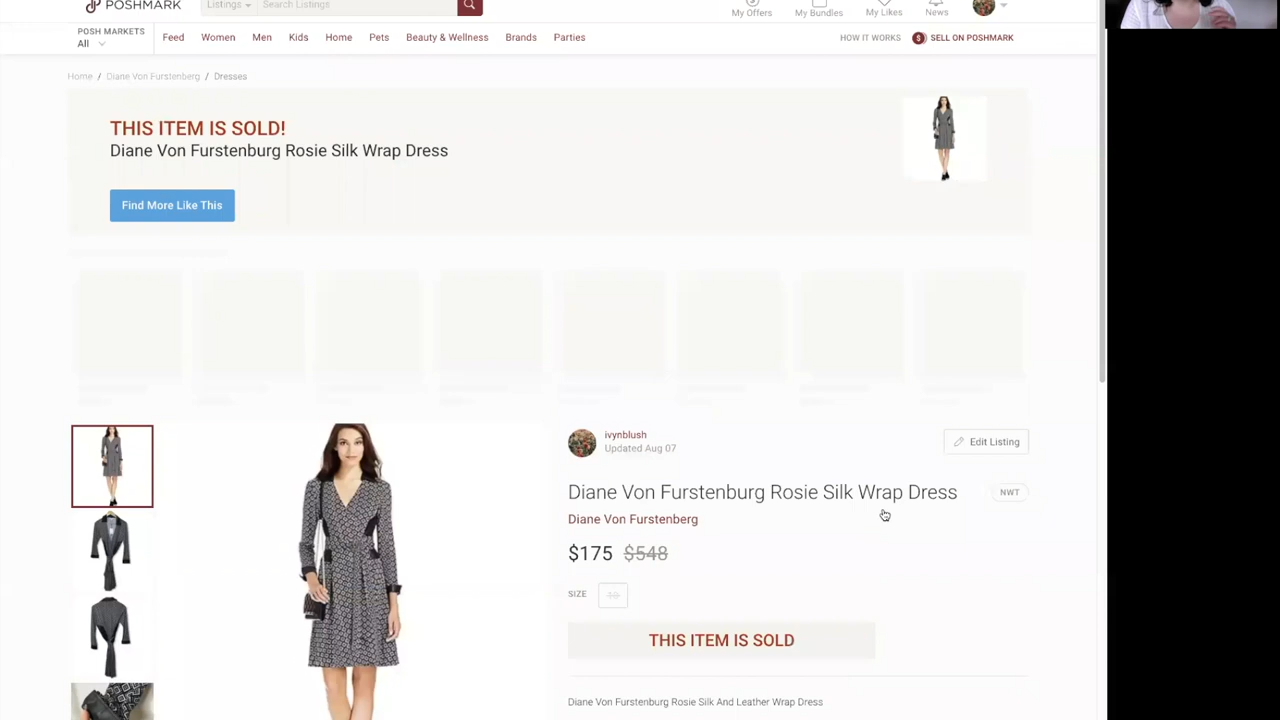 POSHMARK
Listings
Search Listings
My Offers
My Bundles
My Likes
News
POSH MARKETS
All
Feed
Women
Men
Kids
Home
Pets
Beauty & Wellness
Brands
Parties
HOW IT WORKS
$
SELL ON POSHMARK
Home / Diane Von Furstenberg / Dresses
THIS ITEM IS SOLD!
Diane Von Furstenburg Rosie Silk Wrap Dress
Find More Like This
ivynblush
Updated Aug 07
Edit Listing
Diane Von Furstenburg Rosie Silk Wrap Dress
NWT
Diane Von Furstenberg
$175 $548
SIZE
10
THIS ITEM IS SOLD
Diane Von Furstenburg Rosie Silk And Leather Wrap Dress